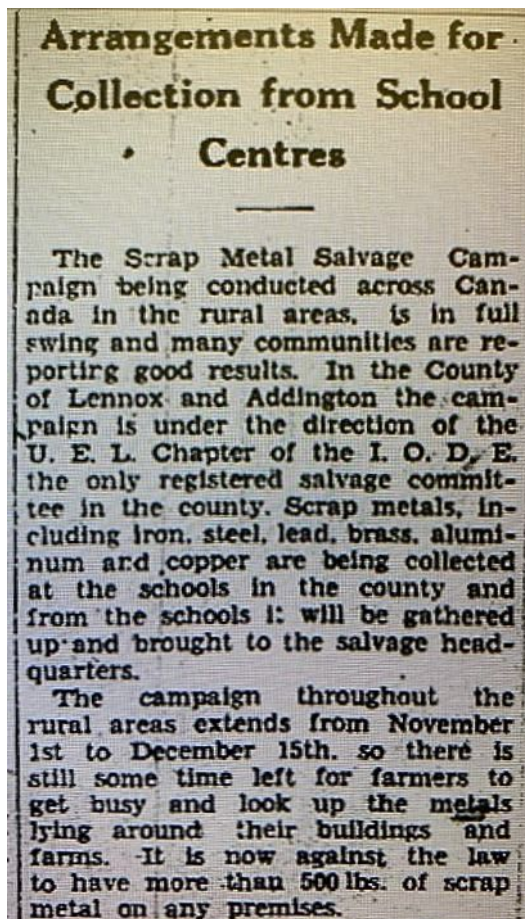 Arrangements Made for
Collection from School
Centres
The Scrap Metal Salvage Cam-
paign being conducted across Can-
ada in the rural areas, is in full
swing and many communities are re-
porting good results. In the County
of Lennox and Addington the cam-
paign is under the direction of the
U. E. L. Chapter of the I. O. D. E.
the only registered salvage commit-
tee in the county. Scrap metals, in-
cluding iron, steel, lead, brass, alumi-
num and copper are being collected
at the schools in the county and
from the schools it will be gathered
up and brought to the salvage head-
quarters.
The campaign throughout the
rural areas extends from November
1st to December 15th, so there is
still some time left for farmers to
get busy and look up the metals
lying around their buildings and
farms. It is now against the law
to have more than 500 lbs. of scrap
metal on any premises.